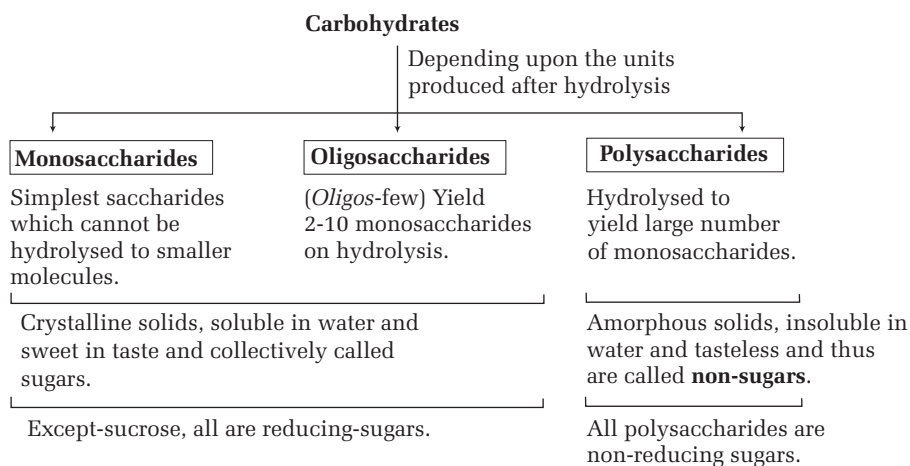 Carbohydrates
Depending upon the units
produced after hydrolysis
Monosaccharides
Simplest saccharides
which cannot be
hydrolysed to smaller
molecules.
Oligosaccharides
(Oligos-few) Yield
2-10 monosaccharides
on hydrolysis.
Polysaccharides
Hydrolysed to
yield large number
of monosaccharides.
Crystalline solids, soluble in water and
sweet in taste and collectively called
sugars.
Amorphous solids, insoluble in
water and tasteless and thus
are called non-sugars.
Except-sucrose, all are reducing-sugars.
All polysaccharides are
non-reducing sugars.